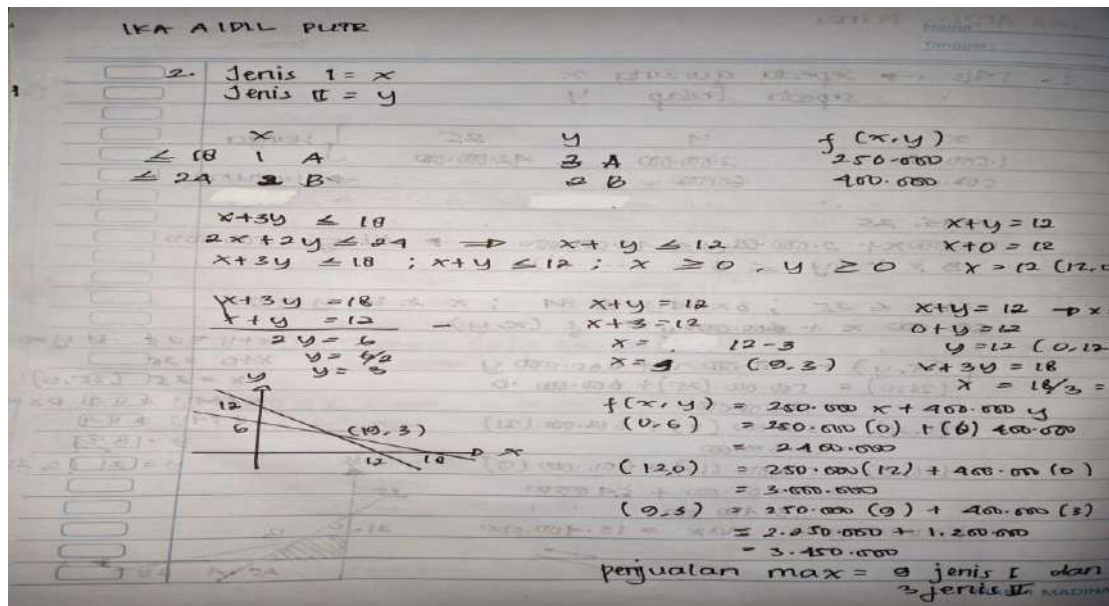 IKA AIDIL PUTR
2. Jenis I = x
Jenis II = y
x y f (x,y)
≤ 18 1 A 3 A 250.000
≤ 24 2 B 2 B 400.000
x+3y ≤ 18 x+y = 12
2x+2y ≤ 24 → x+y ≤ 12 x+0 = 12
x+3y ≤ 18 ; x+y ≤ 12 ; x ≥ 0, y ≥ 0 x = 12 (12,0
x+3y = 18 x+y = 12 x+y = 12 → x
x+y = 12 − x+3 = 12 0+y = 12
2y = 6 x = 12-3 y = 12 (0,12
y = 6/2 x = 9 (9,3) x+3y = 18
y = 3 x = 18/3 =
y f(x,y) = 250.000 x + 400.000 y
12 (0,6) = 250.000 (0) + (6) 400.000
6 (9,3) = 2.400.000
12 18 x (12,0) = 250.000 (12) + 400.000 (0)
= 3.000.000
(9,3) = 250.000 (9) + 400.000 (3)
= 2.250.000 + 1.200.000
= 3.450.000
penjualan max = 9 jenis I dan
3 jenis II